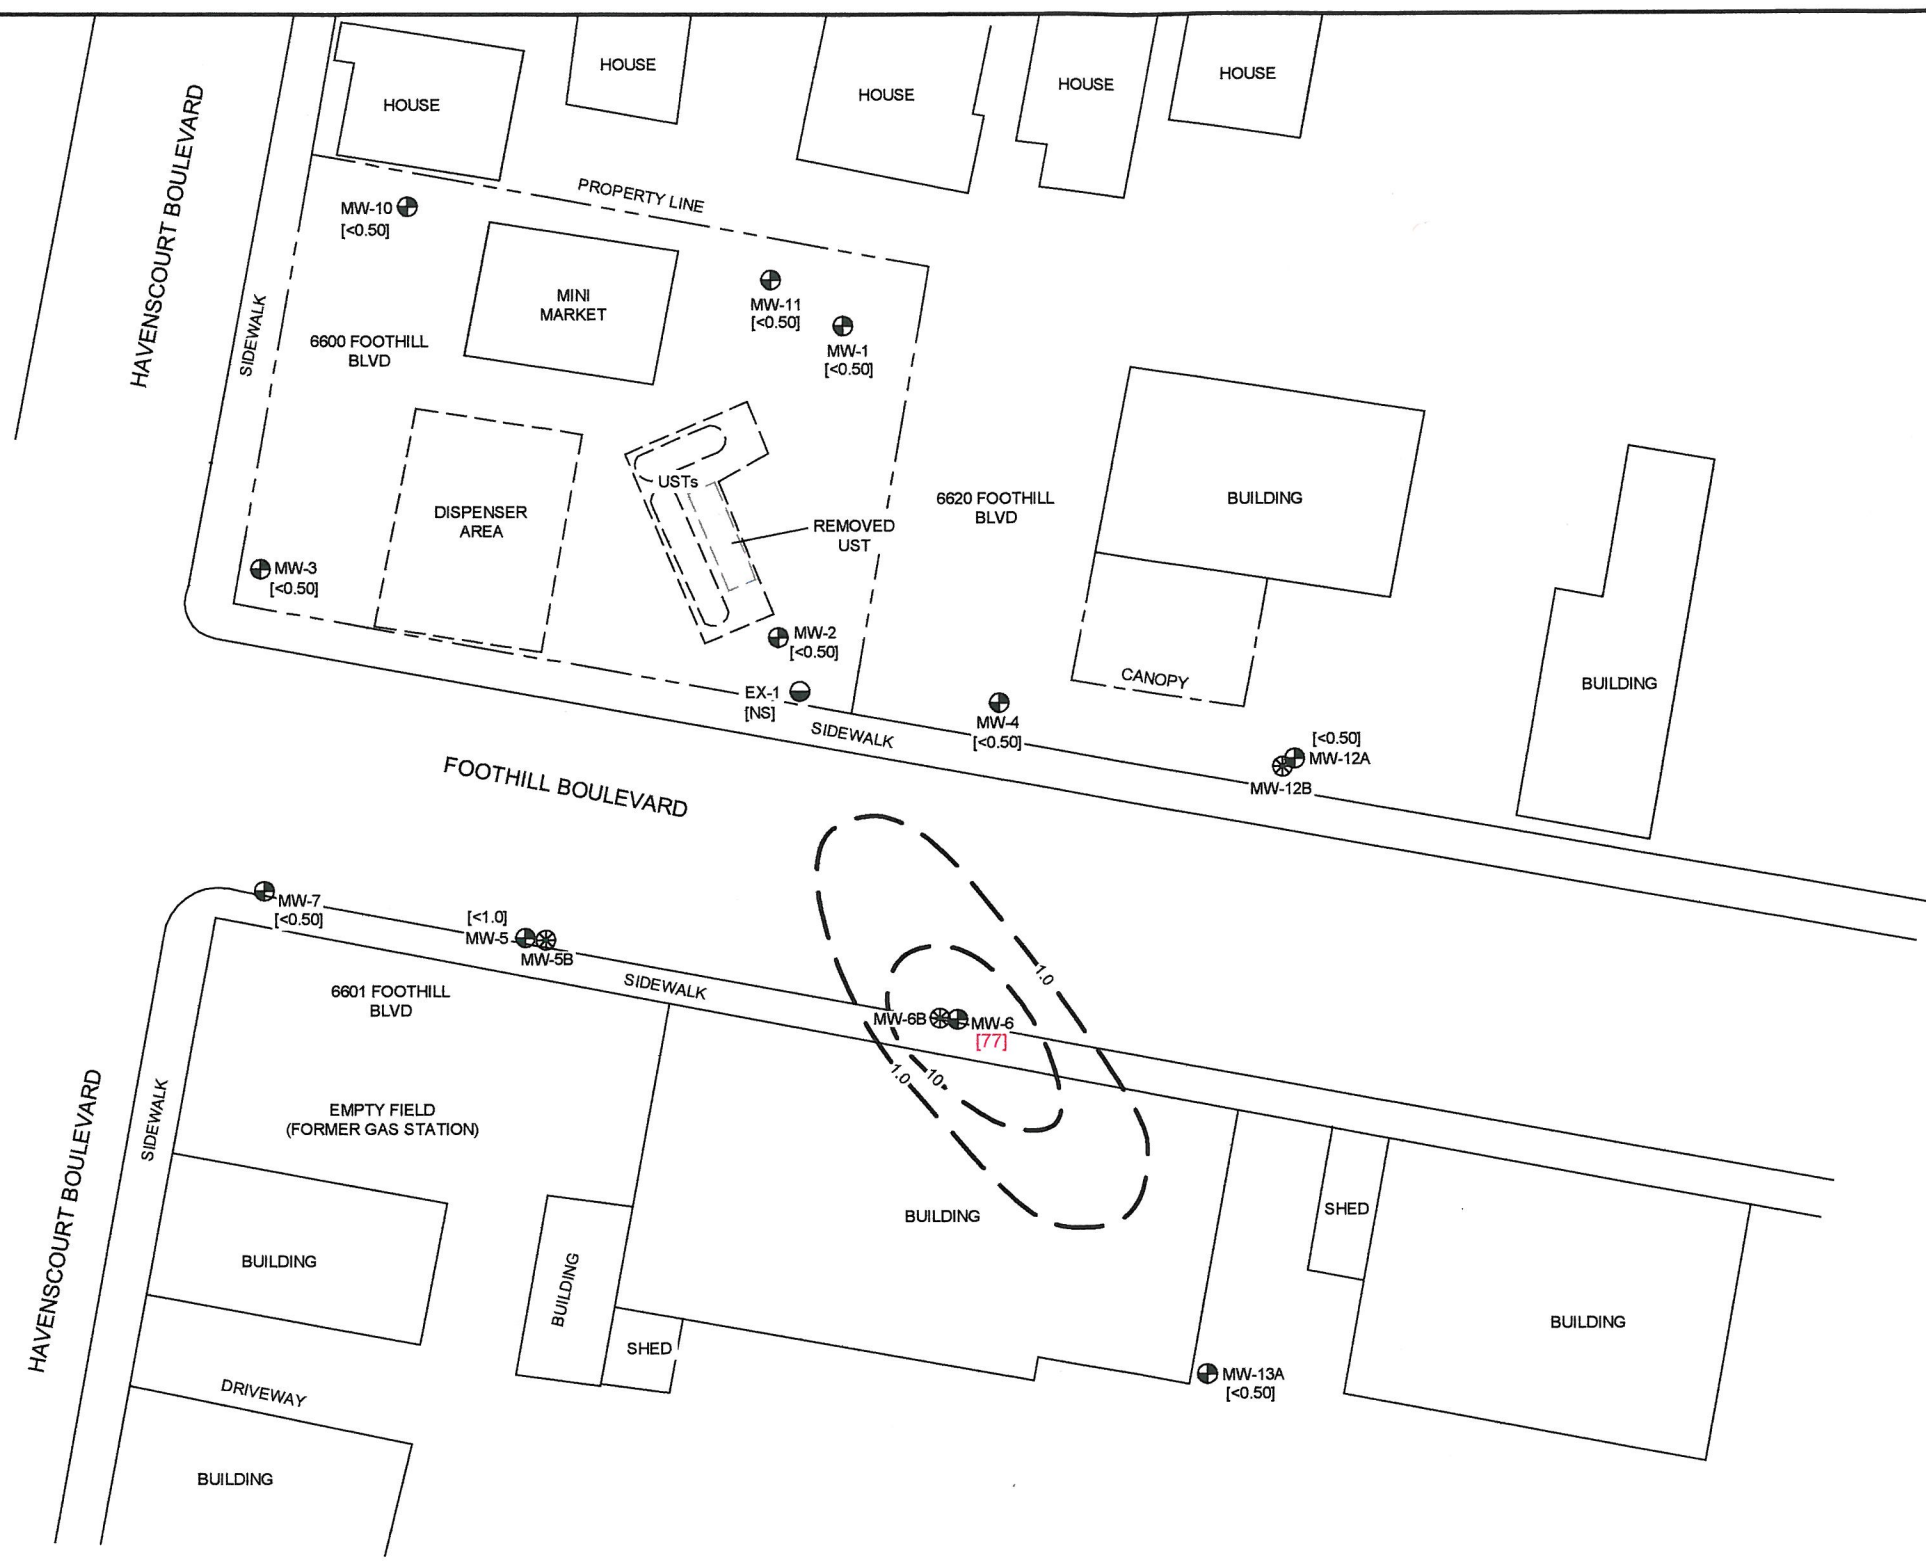 HOUSE
HOUSE
HOUSE
HOUSE
HOUSE
HAVENSCOURT BOULEVARD
SIDEWALK
PROPERTY LINE
MW-10
[<0.50]
MINI
MARKET
MW-11
[<0.50]
MW-1
[<0.50]
6600 FOOTHILL
BLVD
USTs
DISPENSER
AREA
REMOVED
UST
6620 FOOTHILL
BLVD
BUILDING
MW-3
[<0.50]
MW-2
[<0.50]
CANOPY
BUILDING
EX-1
[NS]
SIDEWALK
MW-4
[<0.50]
[<0.50]
MW-12A
MW-12B
FOOTHILL BOULEVARD
MW-7
[<0.50]
[<1.0]
MW-5
MW-5B
SIDEWALK
1.0
6601 FOOTHILL
BLVD
MW-6B
MW-6
[77]
1.0
10
HAVENSCOURT BOULEVARD
SIDEWALK
EMPTY FIELD
(FORMER GAS STATION)
BUILDING
SHED
BUILDING
BUILDING
BUILDING
SHED
MW-13A
[<0.50]
DRIVEWAY
BUILDING